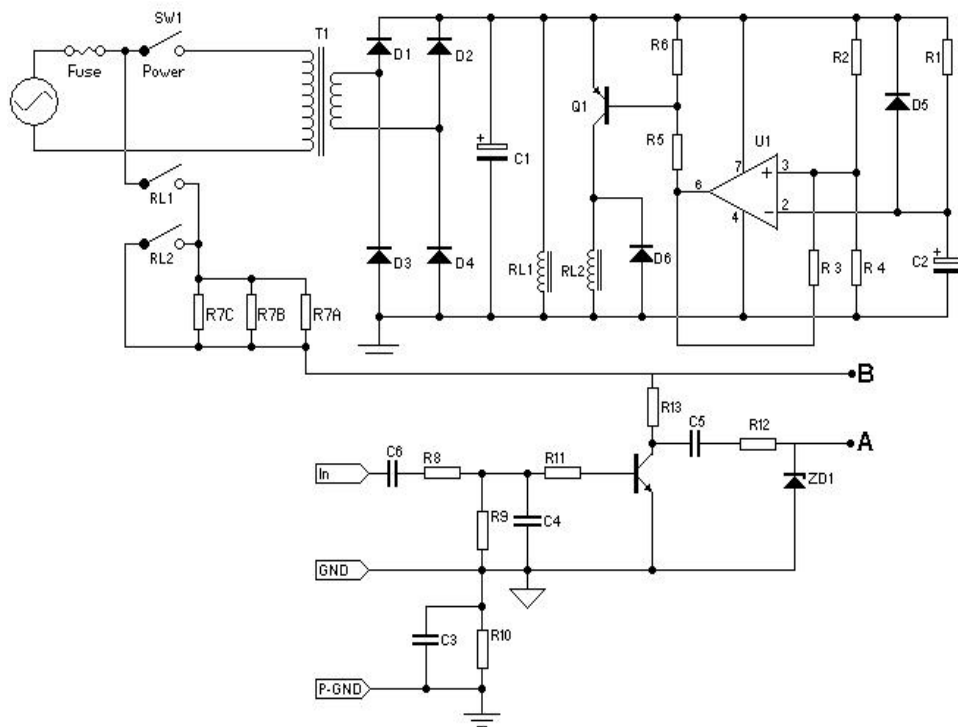 SW1
T1
Fuse
Power
D1
D2
R6
R2
R1
Q1
D5
C1
R5
U1
7
3
6
2
4
RL1
RL2
D3
D4
RL1
RL2
D6
R3
R4
C2
R7C
R7B
R7A
B
R13
C5
R12
A
C6
R8
R11
In
ZD1
R9
C4
GND
C3
R10
P-GND